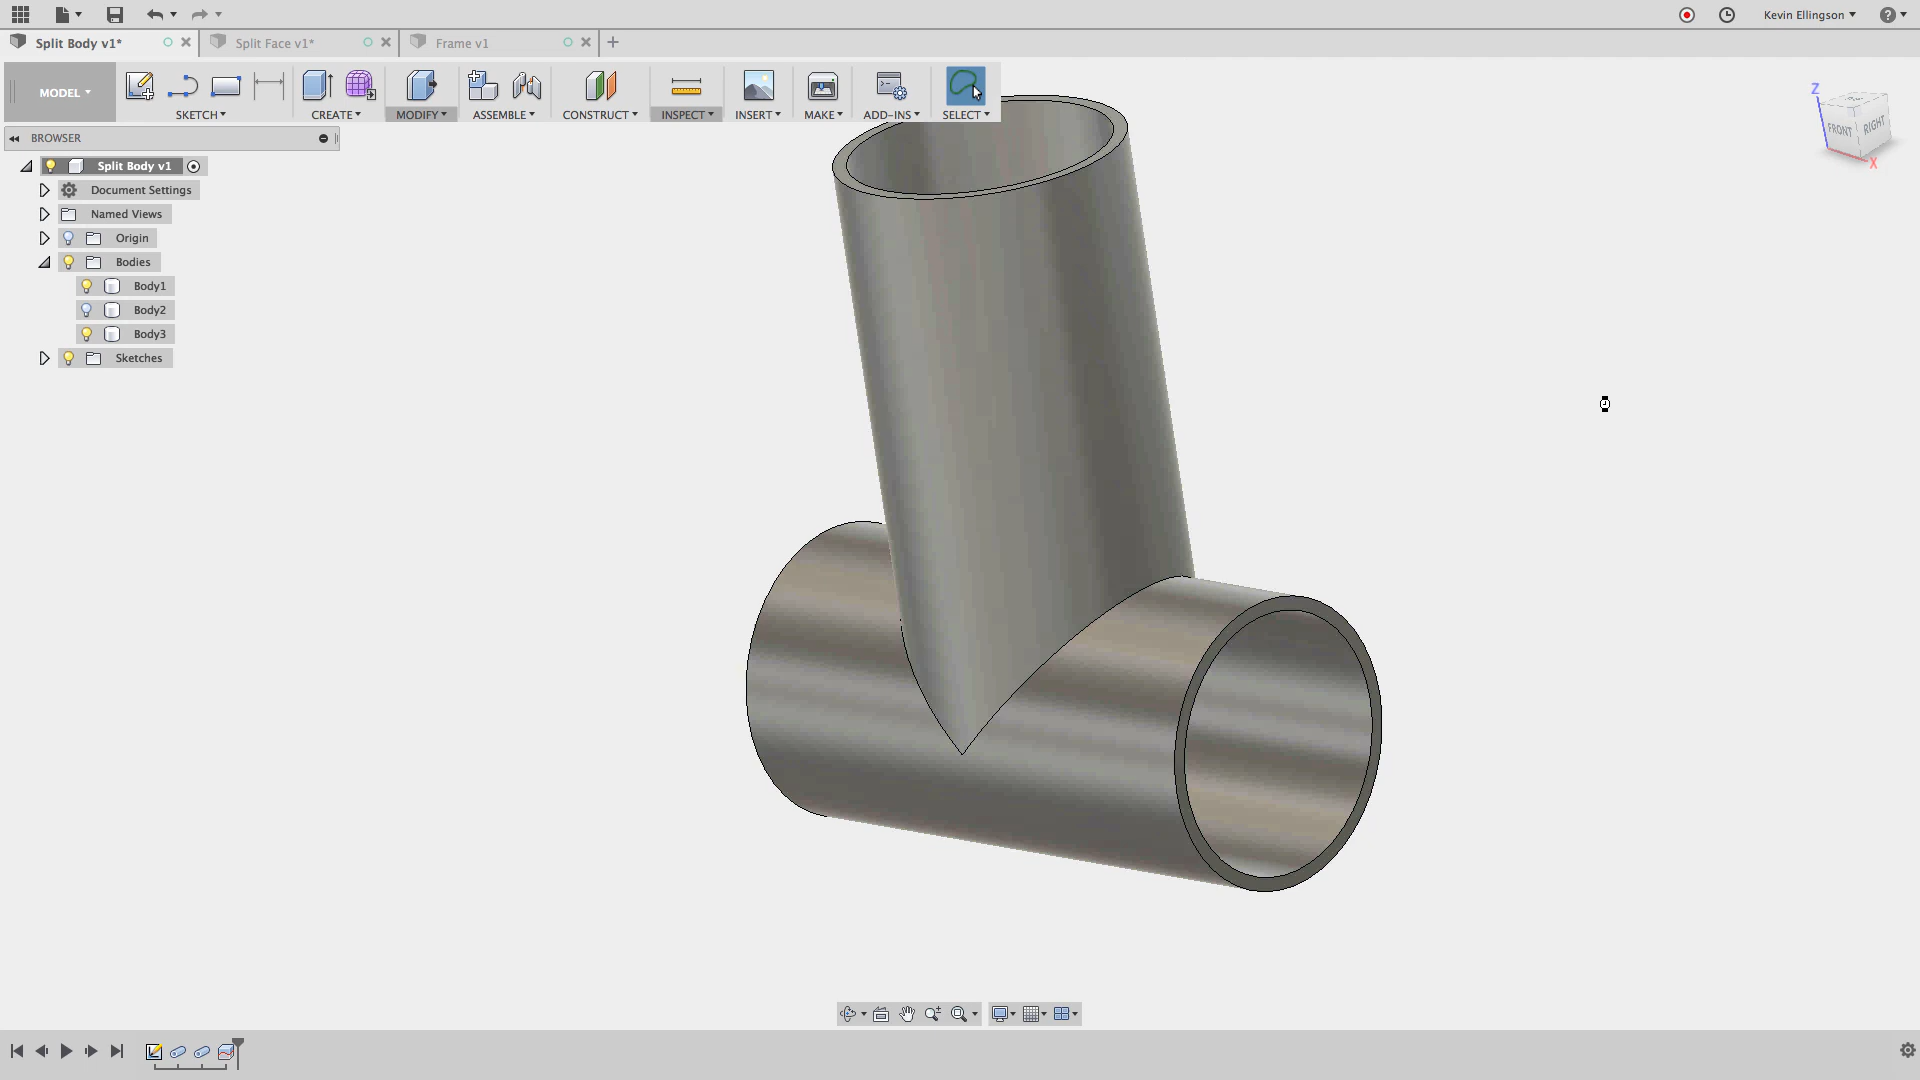 Kevin Ellingson
Split Body v1*
Split Face v1*
Frame v1
MODEL
SKETCH
CREATE
MODIFY
ASSEMBLE
CONSTRUCT
INSPECT
INSERT
MAKE
ADD-INS
SELECT
BROWSER
Split Body v1
Document Settings
Named Views
Origin
Bodies
Body1
Body2
Body3
Sketches
Z
FRONT
RIGHT
X